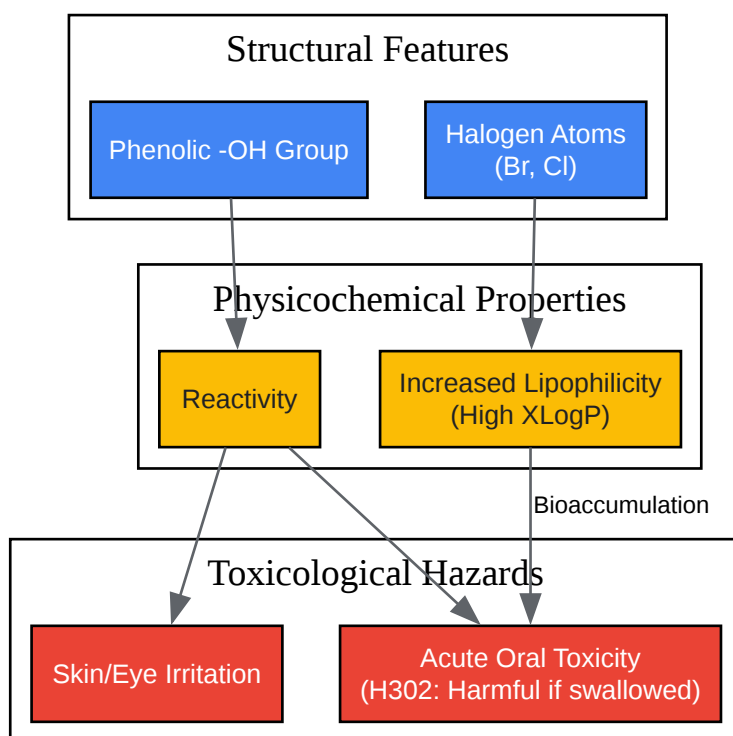 Structural Features
Phenolic -OH Group
Halogen Atoms
(Br, Cl)
Physicochemical Properties
Reactivity
Increased Lipophilicity
(High XLogP)
Bioaccumulation
Toxicological Hazards
Skin/Eye Irritation
Acute Oral Toxicity
(H302: Harmful if swallowed)